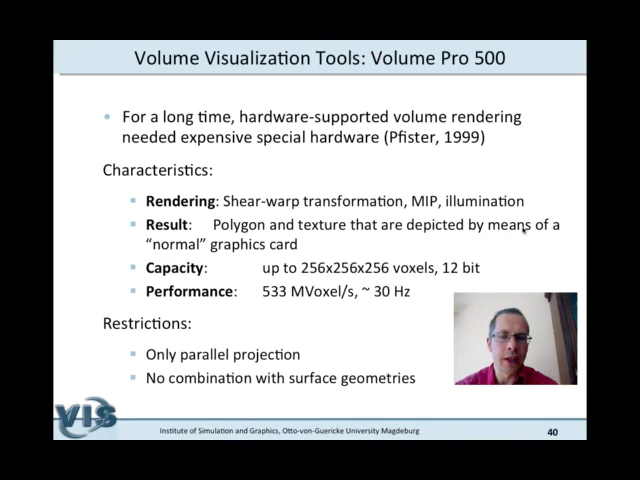 Volume Visualization Tools: Volume Pro 500
For a long time, hardware-supported volume rendering
needed expensive special hardware (Pfister, 1999)
Characteristics:
Rendering: Shear-warp transformation, MIP, illumination
Result: Polygon and texture that are depicted by means of a
“normal” graphics card
Capacity: up to 256x256x256 voxels, 12 bit
Performance: 533 MVoxel/s, ~ 30 Hz
Restrictions:
Only parallel projection
No combination with surface geometries
VIS
Institute of Simulation and Graphics, Otto-von-Guericke University Magdeburg
40